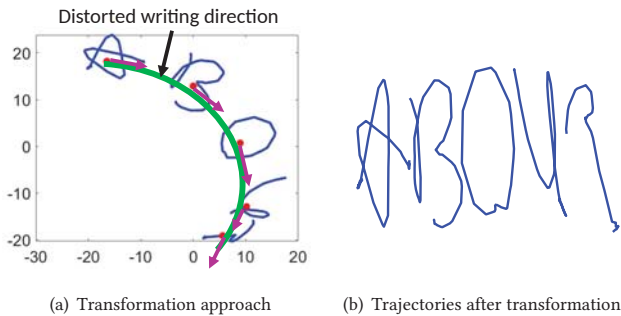 Distorted writing direction
20
10
0
-10
-20
-30 -20 -10 0 10 20
(a) Transformation approach
(b) Trajectories after transformation